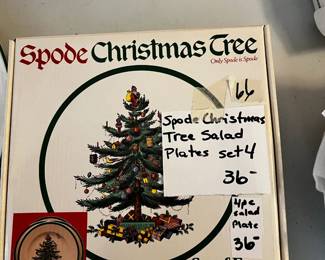 Spode Christmas Tree
Only Spode is Spode
66
Spode Christmas
Tree Salad
Plates set 4
36-
4pc
salad
Plate
36-